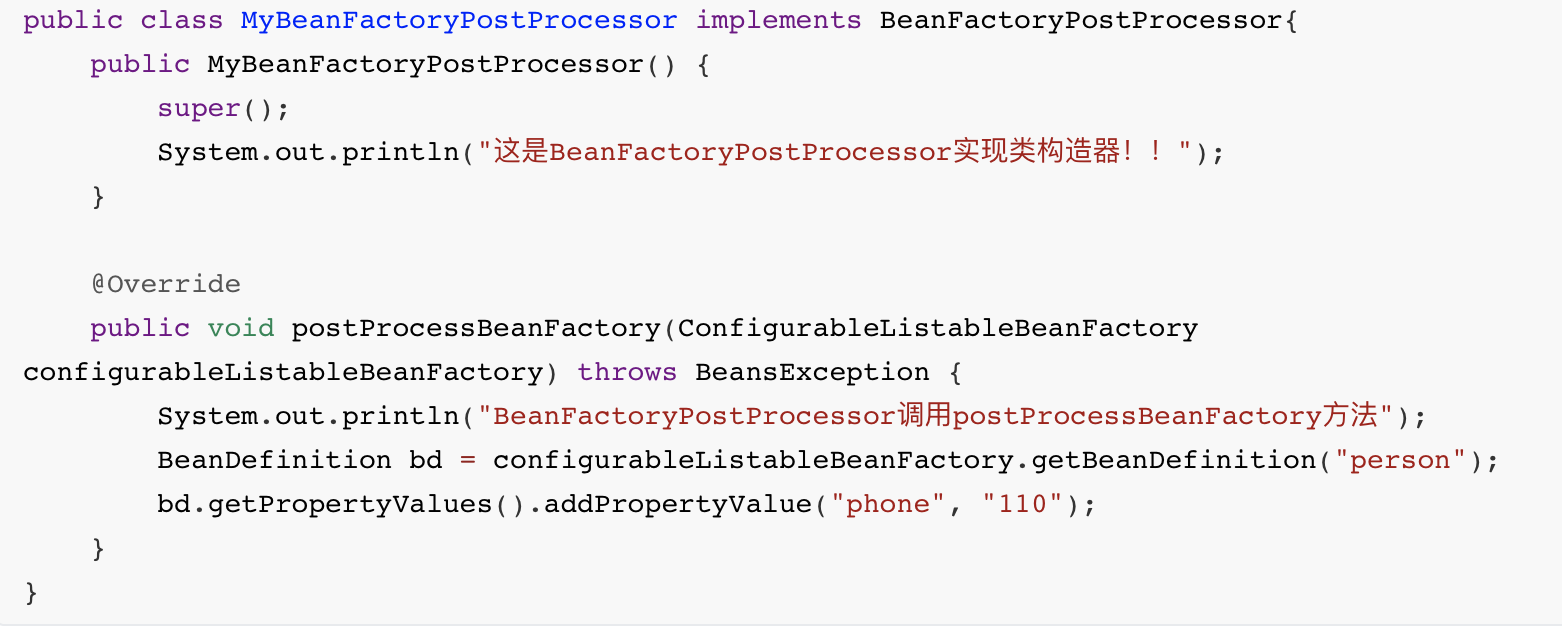 public class MyBeanFactoryPostProcessor implements BeanFactoryPostProcessor{
    public MyBeanFactoryPostProcessor() {
        super();
        System.out.println("这是BeanFactoryPostProcessor实现类构造器！！");
    }

    @Override
    public void postProcessBeanFactory(ConfigurableListableBeanFactory
configurableListableBeanFactory) throws BeansException {
        System.out.println("BeanFactoryPostProcessor调用postProcessBeanFactory方法");
        BeanDefinition bd = configurableListableBeanFactory.getBeanDefinition("person");
        bd.getPropertyValues().addPropertyValue("phone", "110");
    }
}